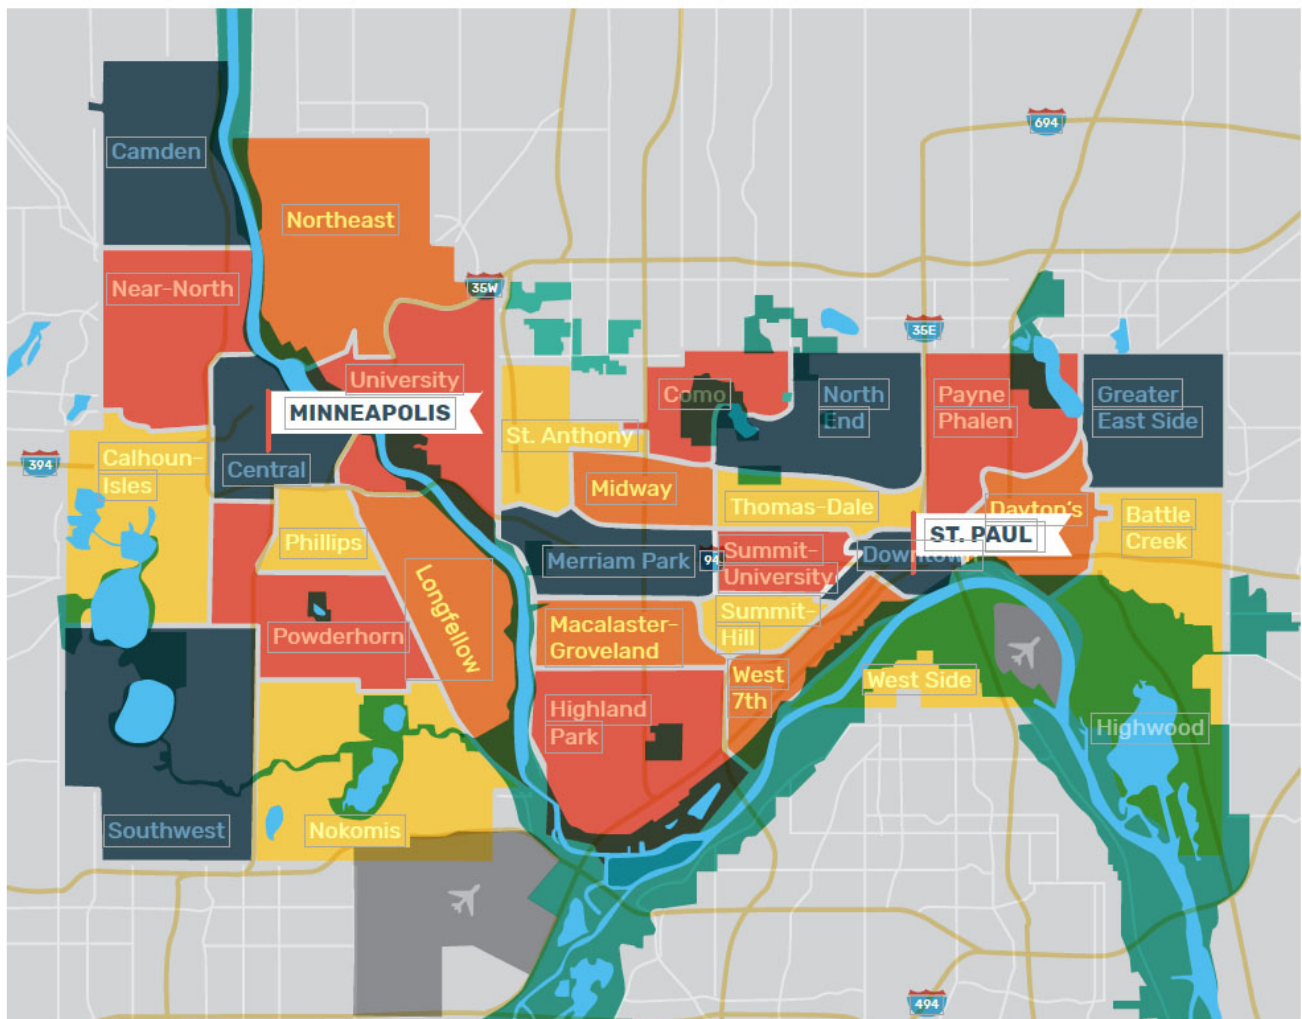 694
Camden
Northeast
Near-North
35W
35E
University
MINNEAPOLIS
Como
North
End
Payne
Phalen
Greater
East Side
St. Anthony
394
Calhoun-
Isles
Central
Midway
Thomas-Dale
Dayton's
Battle
Creek
ST. PAUL
Phillips
Merriam Park
94
Summit-
University
Downtown
Longfellow
Powderhorn
Macalaster-
Groveland
Summit-
Hill
West
7th
West Side
Highland
Park
Highwood
Southwest
Nokomis
494